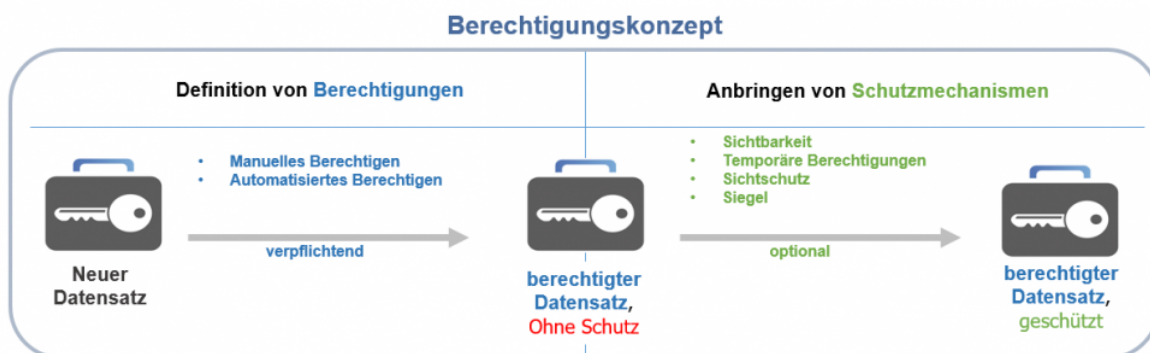 Berechtigungskonzept
Definition von Berechtigungen
Anbringen von Schutzmechanismen
• Manuelles Berechtigen
• Automatisiertes Berechtigen
verpflichtend
• Sichtbarkeit
• Temporäre Berechtigungen
• Sichtschutz
• Siegel
optional
Neuer
Datensatz
berechtigter
Datensatz,
Ohne Schutz
berechtigter
Datensatz,
geschützt